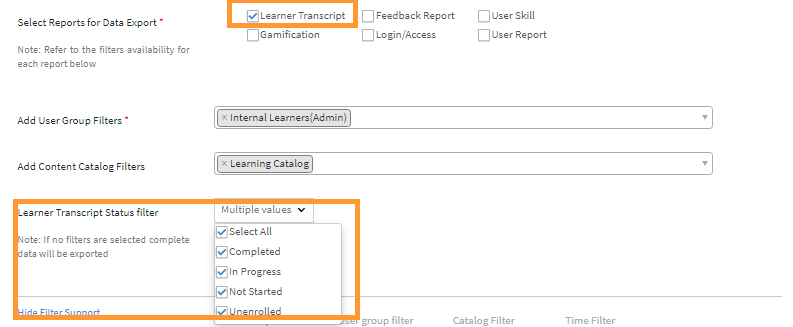 Select Reports for Data Export *
Learner Transcript Feedback Report User Skill
Gamification Login/Access User Report
Note: Refer to the filters availability for
each report below
Add User Group Filters *
× Internal Learners(Admin)
Add Content Catalog Filters
× Learning Catalog
Learner Transcript Status filter
Multiple values
Note: If no filters are selected complete
data will be exported
Select All
Completed
In Progress
Not Started
Unenrolled
Hide Filter Support
group filter Catalog Filter Time Filter